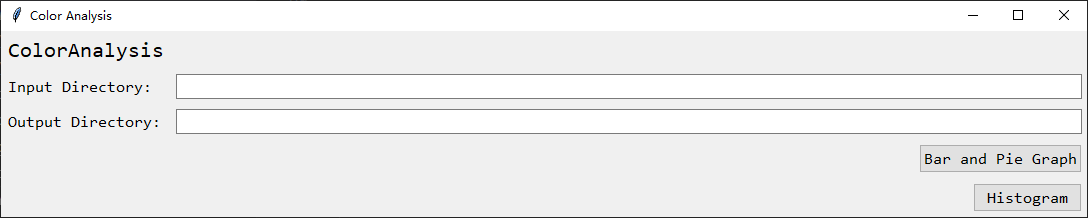 Color Analysis
ColorAnalysis
Input Directory:
Output Directory:
Bar and Pie Graph
Histogram